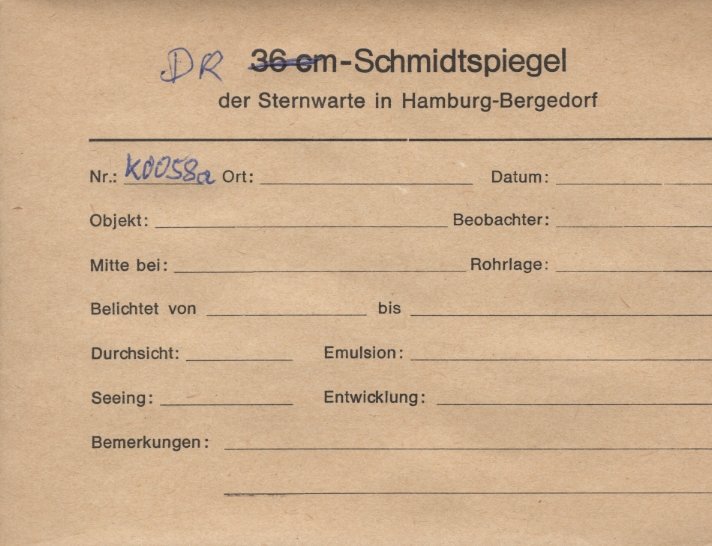 DR 36 cm-Schmidtspiegel
der Sternwarte in Hamburg-Bergedorf
Nr.: K0058a Ort: Datum:
Objekt: Beobachter:
Mitte bei: Rohrlage:
Belichtet von bis
Durchsicht: Emulsion:
Seeing: Entwicklung:
Bemerkungen: